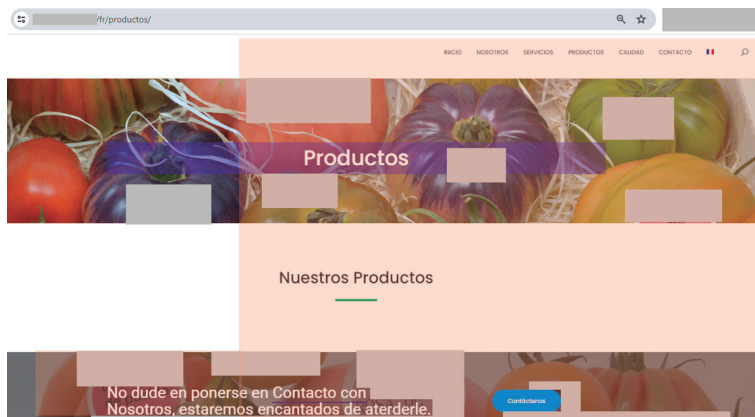 /fr/productos/
INICIO NOSOTROS SERVICIOS PRODUCTOS CALIDAD CONTACTO
Productos
Nuestros Productos
No dude en ponerse en Contacto con
Nosotros, estaremos encantados de aterderle.
Contáctenos